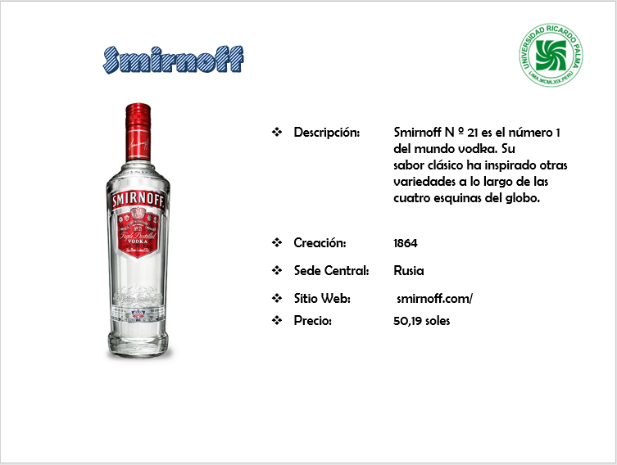 Smirnoff
UNIVERSIDAD RICARDO PALMA
LIMA-MCMLXIX-PERÚ
❖ Descripción: Smirnoff N º 21 es el número 1
del mundo vodka. Su
sabor clásico ha inspirado otras
variedades a lo largo de las
cuatro esquinas del globo.
❖ Creación: 1864
❖ Sede Central: Rusia
❖ Sitio Web: smirnoff.com/
❖ Precio: 50,19 soles
SMIRNOFF
Nº 21
Triple Distilled
VODKA